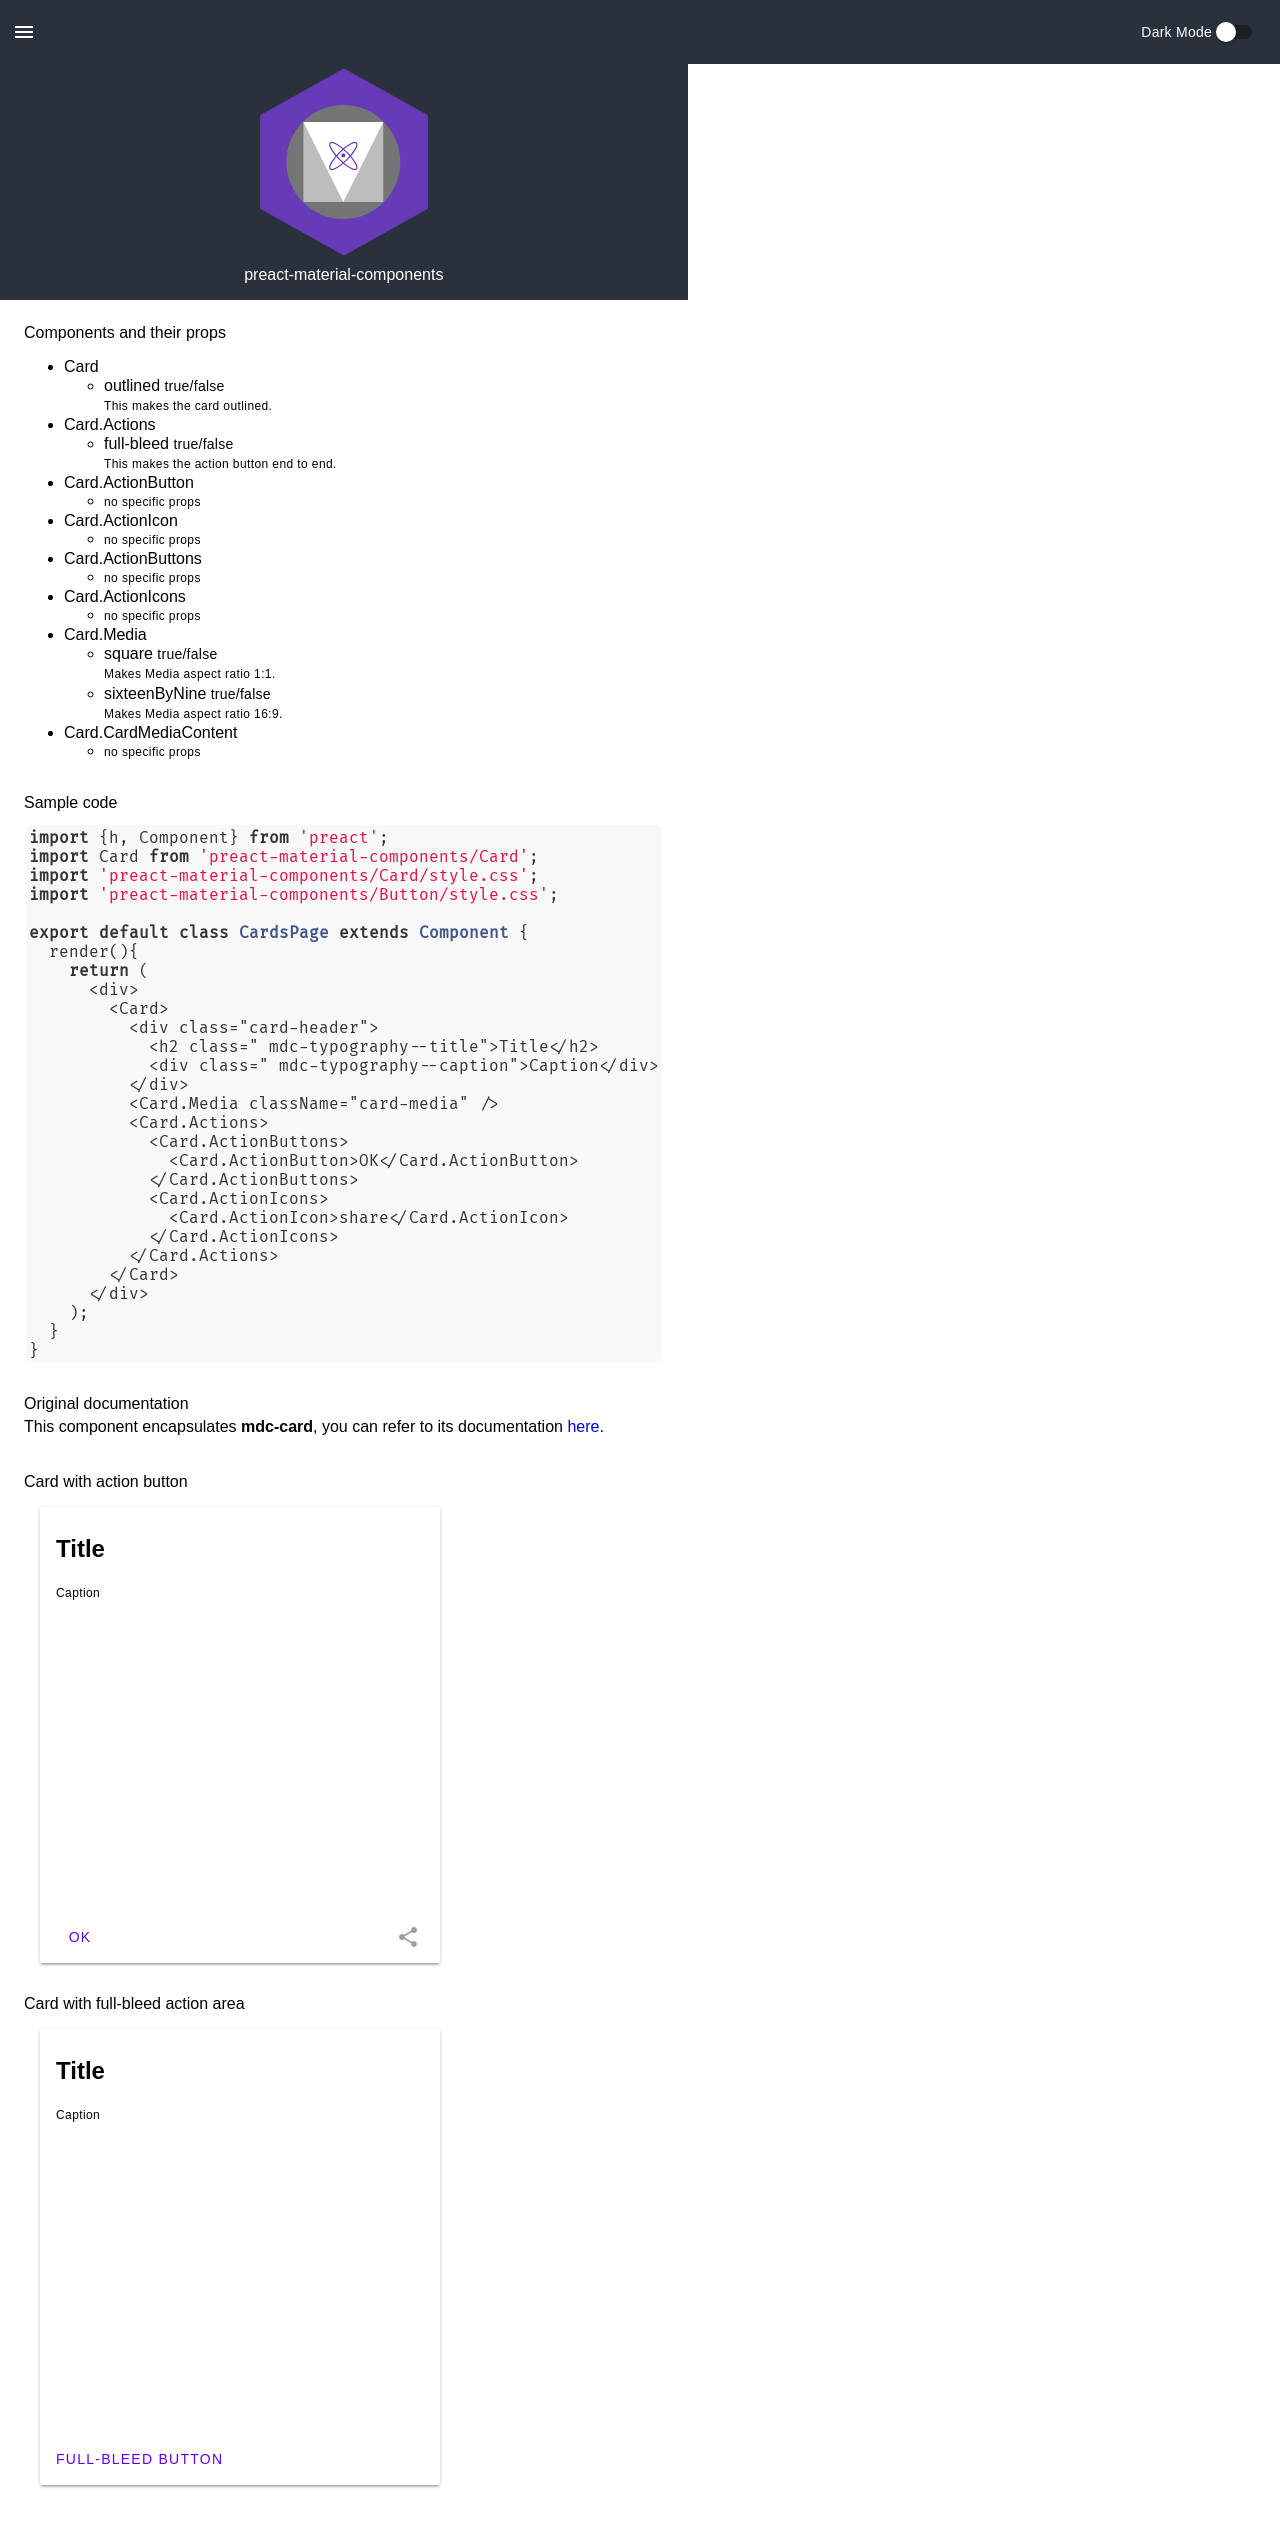 Dark Mode
preact-material-components
Components and their props
Card
outlined true/false
This makes the card outlined.
Card.Actions
full-bleed true/false
This makes the action button end to end.
Card.ActionButton
no specific props
Card.ActionIcon
no specific props
Card.ActionButtons
no specific props
Card.ActionIcons
no specific props
Card.Media
square true/false
Makes Media aspect ratio 1:1.
sixteenByNine true/false
Makes Media aspect ratio 16:9.
Card.CardMediaContent
no specific props
Sample code
import {h, Component} from 'preact';
import Card from 'preact-material-components/Card';
import 'preact-material-components/Card/style.css';
import 'preact-material-components/Button/style.css';

export default class CardsPage extends Component {
  render(){
    return (
      <div>
        <Card>
          <div class="card-header">
            <h2 class=" mdc-typography--title">Title</h2>
            <div class=" mdc-typography--caption">Caption</div>
          </div>
          <Card.Media className="card-media" />
          <Card.Actions>
            <Card.ActionButtons>
              <Card.ActionButton>OK</Card.ActionButton>
            </Card.ActionButtons>
            <Card.ActionIcons>
              <Card.ActionIcon>share</Card.ActionIcon>
            </Card.ActionIcons>
          </Card.Actions>
        </Card>
      </div>
    );
  }
}
Original documentation
This component encapsulates mdc-card, you can refer to its documentation here.
Card with action button
Title
Caption
OK
Card with full-bleed action area
Title
Caption
FULL-BLEED BUTTON